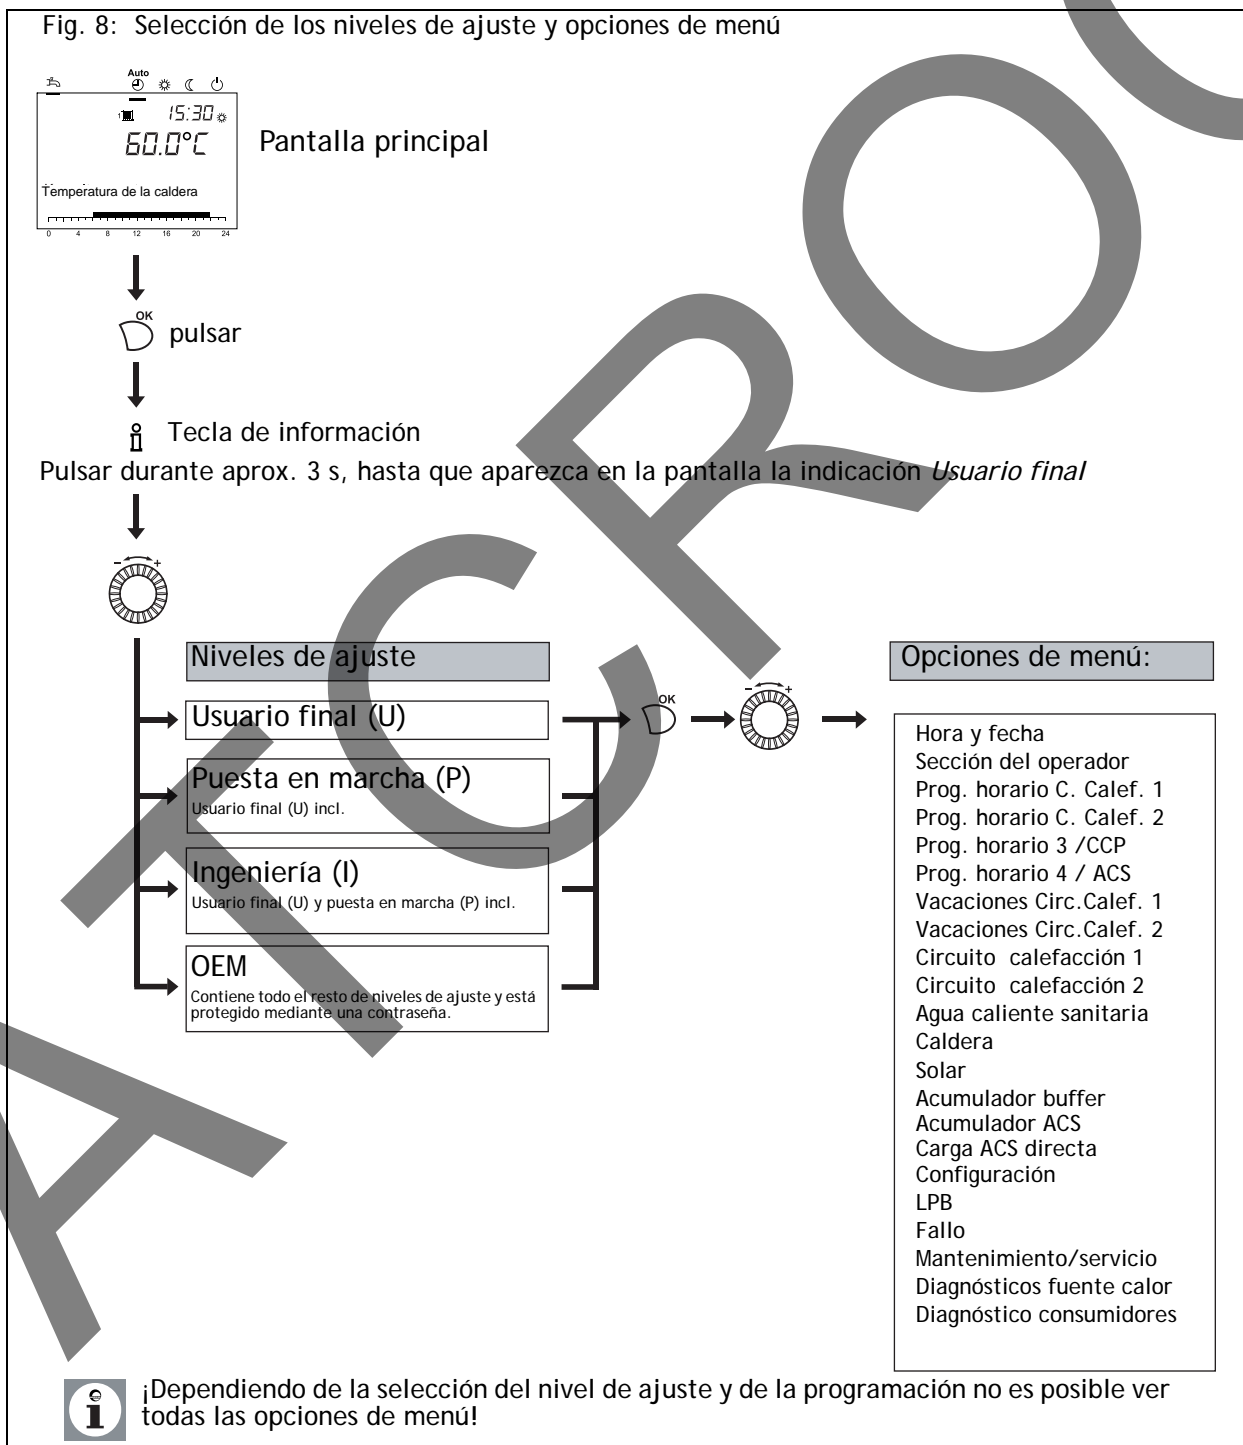 Fig. 8: Selección de los niveles de ajuste y opciones de menú
Auto
1
15:30
60.0°C
Temperatura de la caldera
0 4 8 12 16 20 24
Pantalla principal
OK
pulsar
Tecla de información
Pulsar durante aprox. 3 s, hasta que aparezca en la pantalla la indicación Usuario final
- +
Niveles de ajuste
Usuario final (U)
Puesta en marcha (P)
Usuario final (U) incl.
Ingeniería (I)
Usuario final (U) y puesta en marcha (P) incl.
OEM
Contiene todo el resto de niveles de ajuste y está
protegido mediante una contraseña.
OK
- +
Opciones de menú:
Hora y fecha
Sección del operador
Prog. horario C. Calef. 1
Prog. horario C. Calef. 2
Prog. horario 3 /CCP
Prog. horario 4 / ACS
Vacaciones Circ.Calef. 1
Vacaciones Circ.Calef. 2
Circuito calefacción 1
Circuito calefacción 2
Agua caliente sanitaria
Caldera
Solar
Acumulador buffer
Acumulador ACS
Carga ACS directa
Configuración
LPB
Fallo
Mantenimiento/servicio
Diagnósticos fuente calor
Diagnóstico consumidores
¡Dependiendo de la selección del nivel de ajuste y de la programación no es posible ver
todas las opciones de menú!
ATCRO